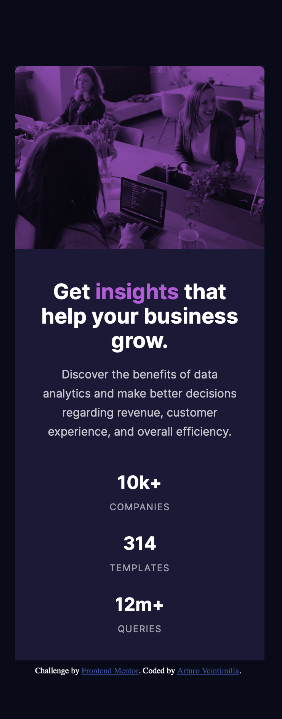 Get insights that
help your business
grow.
Discover the benefits of data
analytics and make better decisions
regarding revenue, customer
experience, and overall efficiency.
10k+
COMPANIES
314
TEMPLATES
12m+
QUERIES
Challenge by Frontend Mentor. Coded by Arturo Veintimilla.